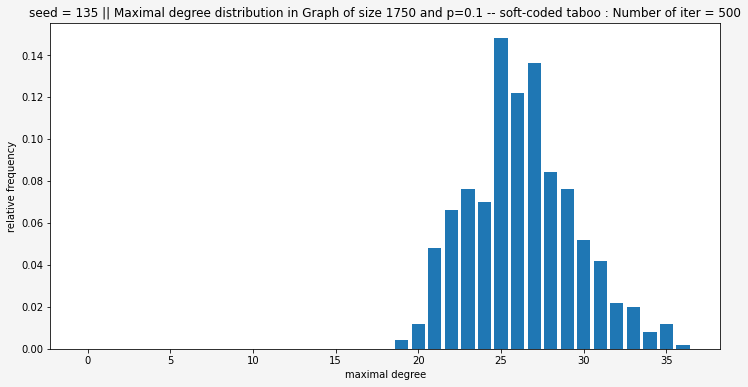 seed = 135 || Maximal degree distribution in Graph of size 1750 and p=0.1 -- soft-coded taboo : Number of iter = 500
0.14
0.12
0.10
0.08
0.06
0.04
0.02
0.00
relative frequency
0 5 10 15 20 25 30 35
maximal degree